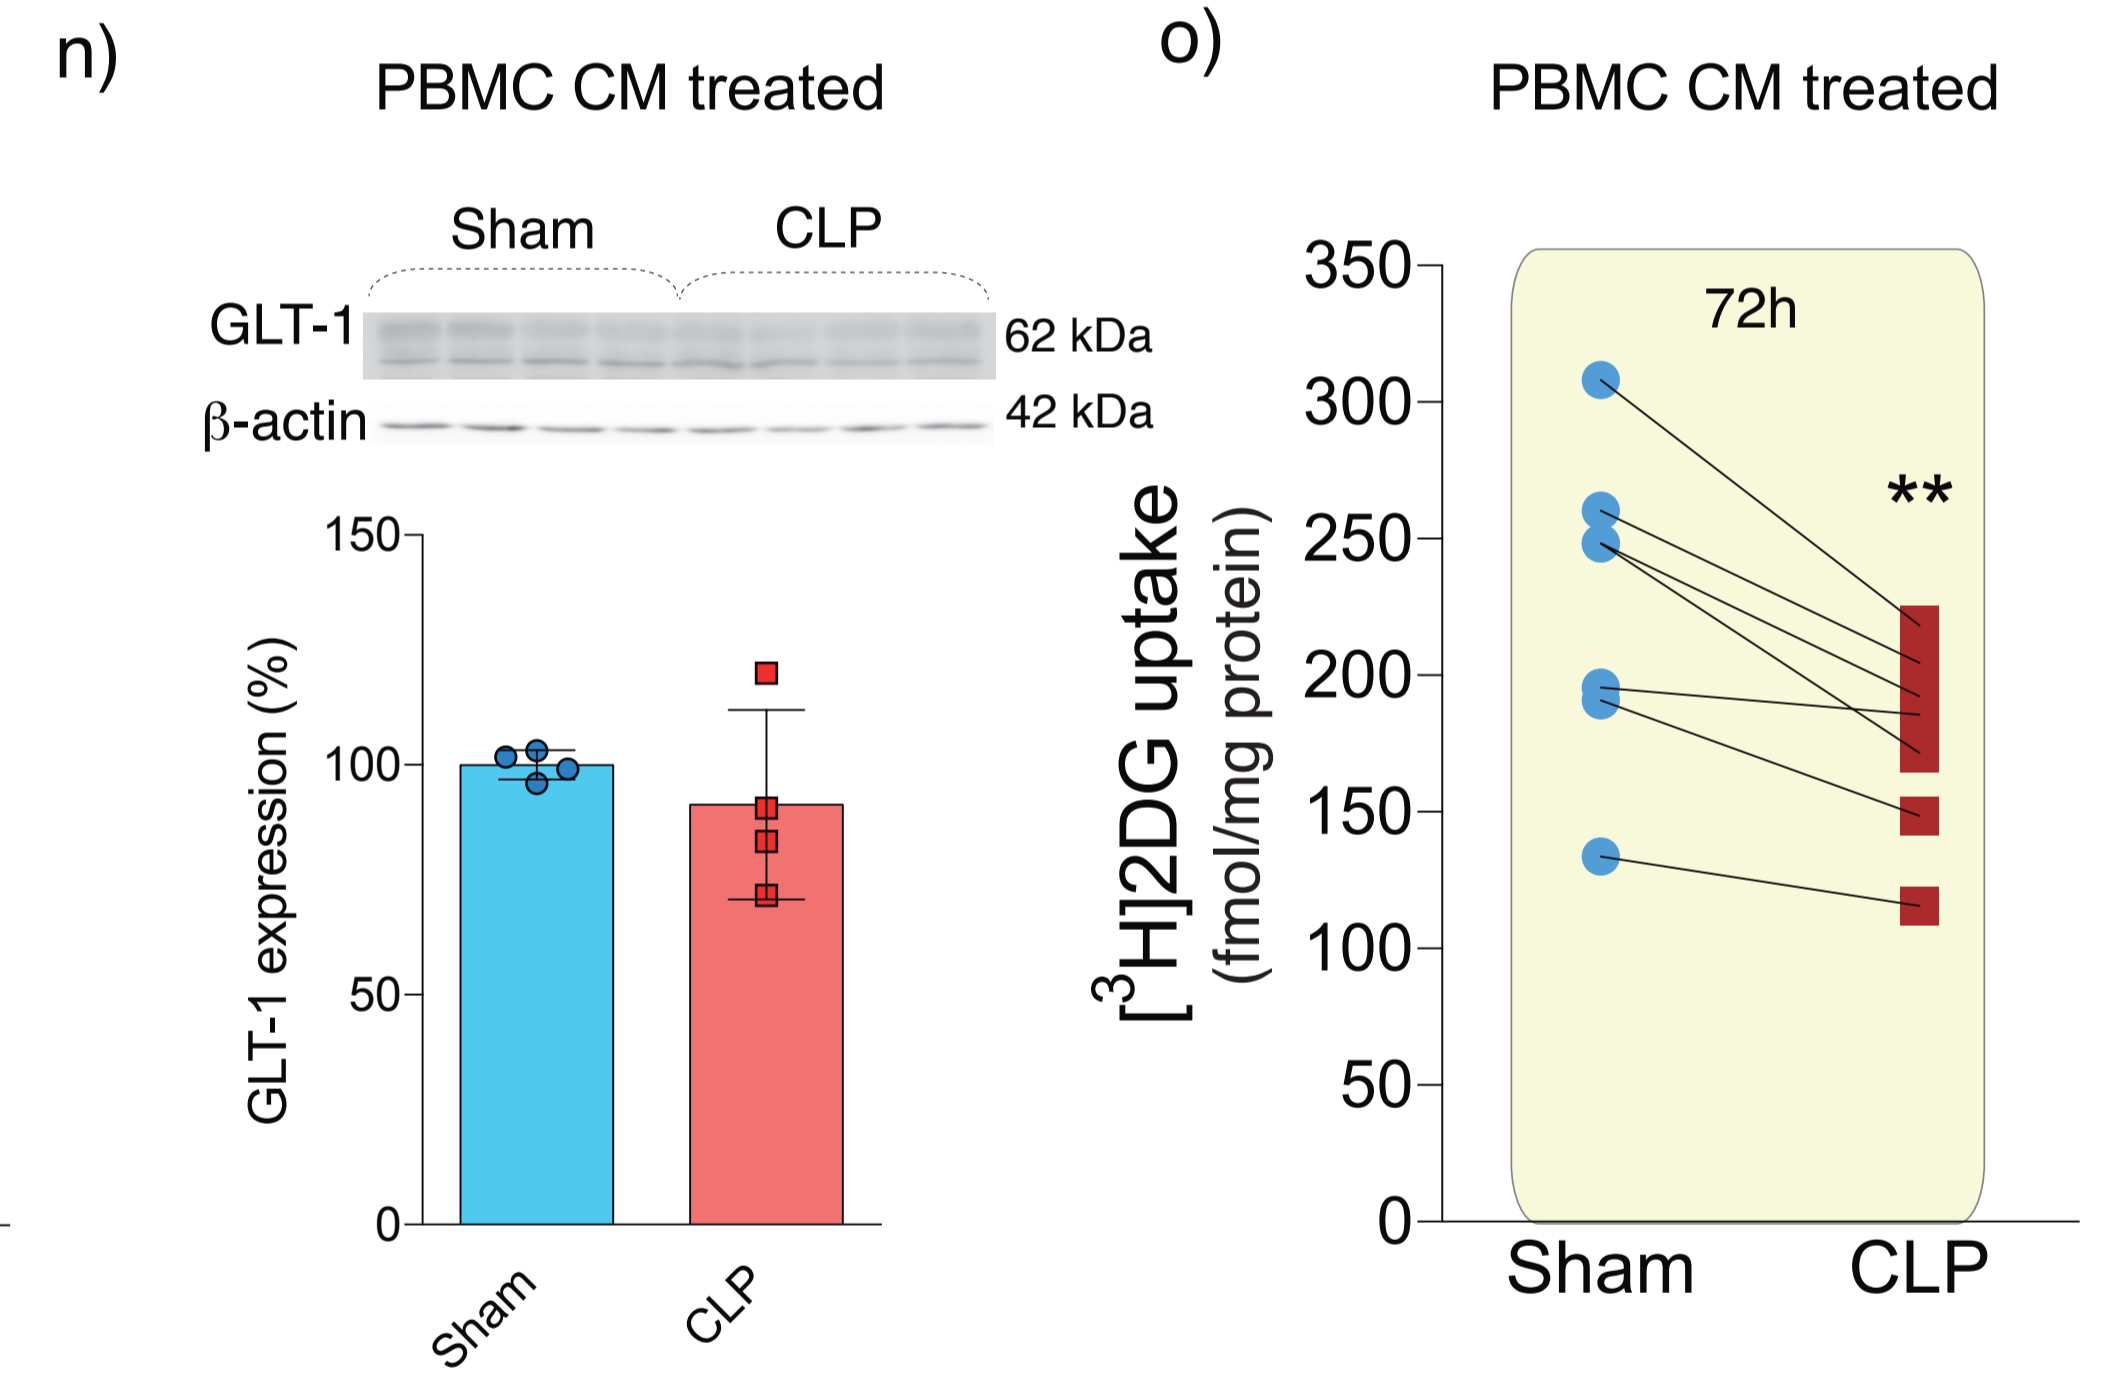 n)
PBMC CM treated
Sham CLP
GLT-1 62 kDa
β-actin 42 kDa
GLT-1 expression (%)
150
100
50
0
Sham CLP
o)
PBMC CM treated
72h
**
[³H]2DG uptake
(fmol/mg protein)
350
300
250
200
150
100
50
0
Sham CLP